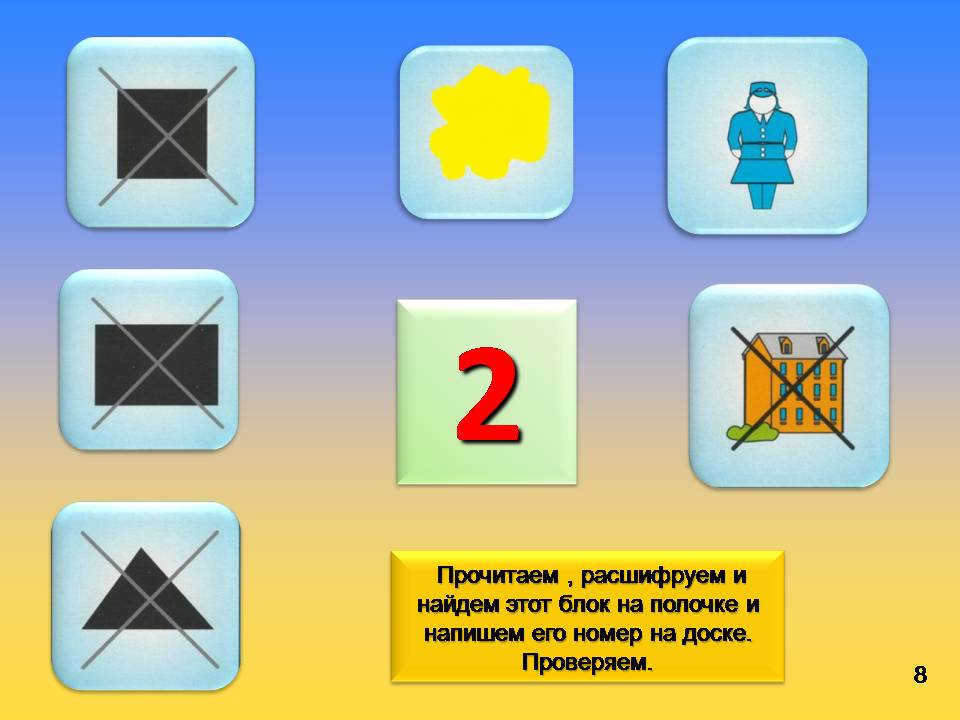 2
Прочитаем , расшифруем и
найдем этот блок на полочке и
напишем его номер на доске.
Проверяем.
8